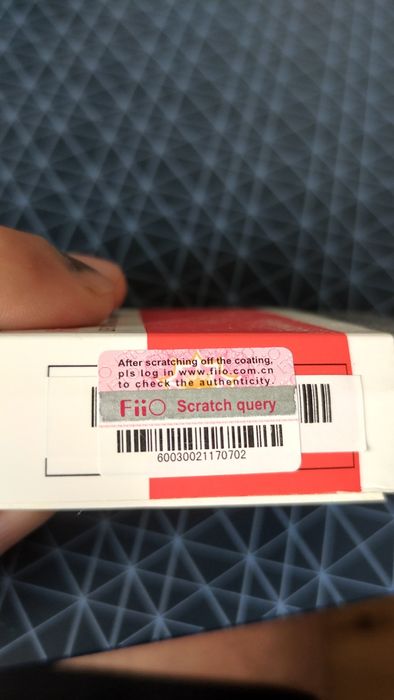 After scratching off the coating,
pls log in www.fiio.com.cn
to check the authenticity.
FiiO Scratch query
60030021170702